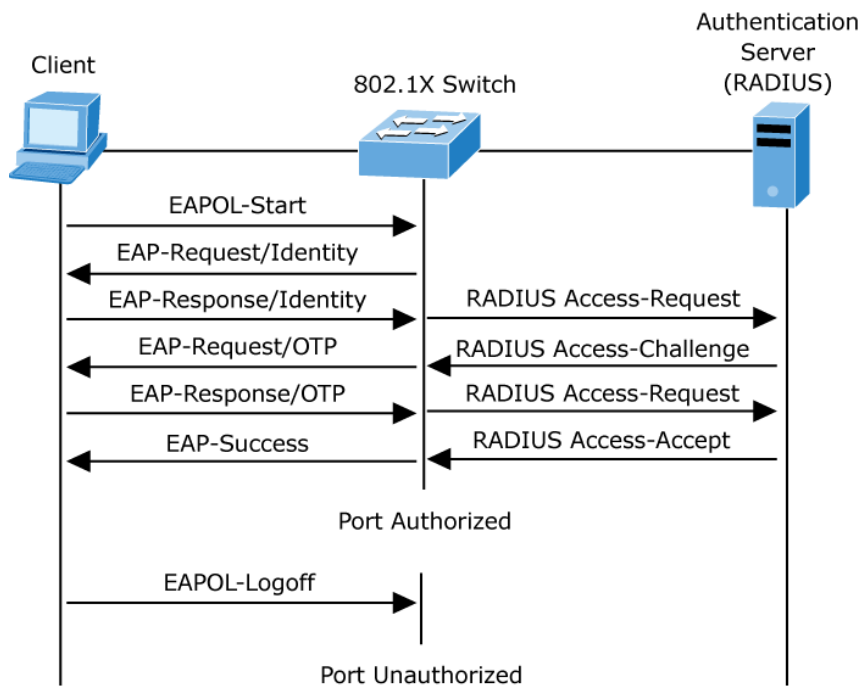 Authentication
Server
(RADIUS)
Client
802.1X Switch
EAPOL-Start
EAP-Request/Identity
EAP-Response/Identity
RADIUS Access-Request
EAP-Request/OTP
RADIUS Access-Challenge
EAP-Response/OTP
RADIUS Access-Request
EAP-Success
RADIUS Access-Accept
Port Authorized
EAPOL-Logoff
Port Unauthorized